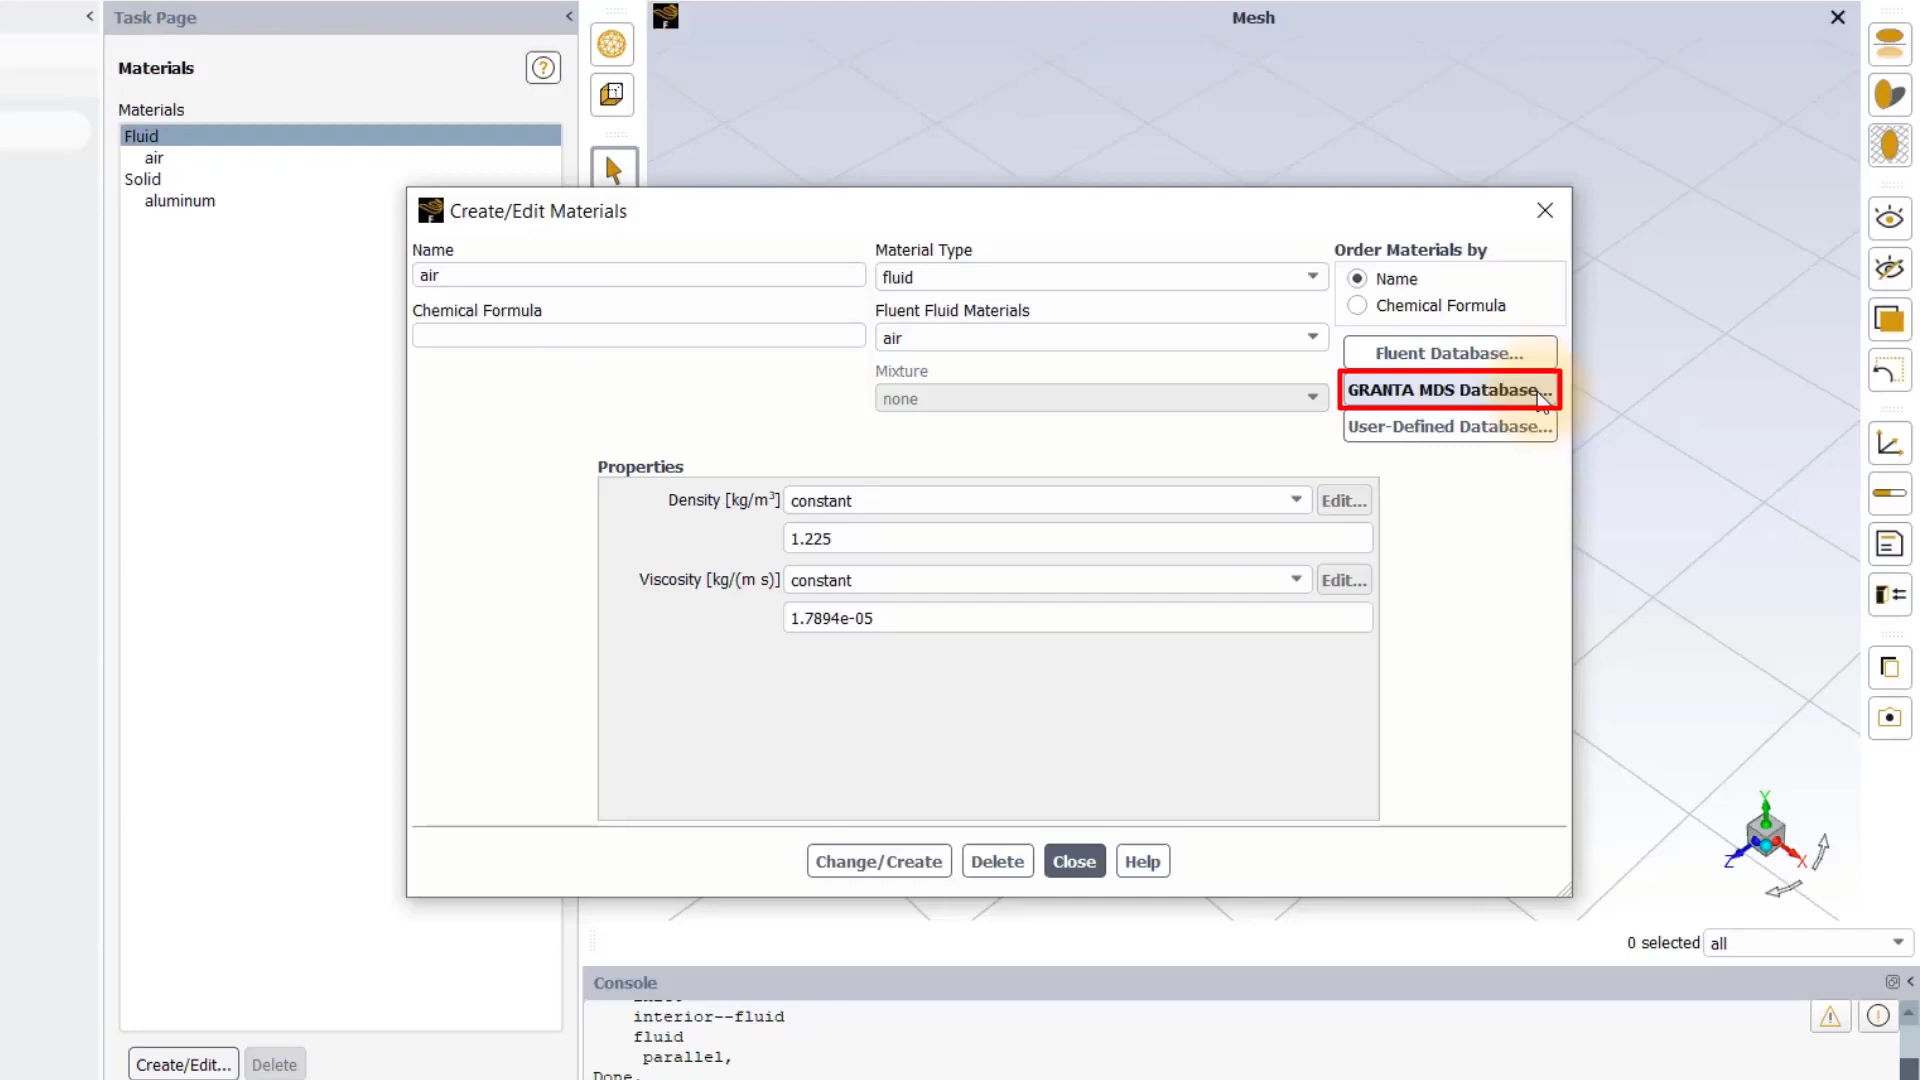 Task Page
Mesh
Materials
Materials
Fluid
air
Solid
aluminum
Create/Edit Materials
Name
air
Chemical Formula
Material Type
fluid
Fluent Fluid Materials
air
Mixture
none
Order Materials by
Name
Chemical Formula
Fluent Database...
GRANTA MDS Database...
User-Defined Database...
Properties
Density [kg/m³] constant Edit...
1.225
Viscosity [kg/(m s)] constant Edit...
1.7894e-05
Change/Create Delete Close Help
Y
Z X
0 selected all
Console
interior--fluid
fluid
parallel,
Done.
Create/Edit... Delete